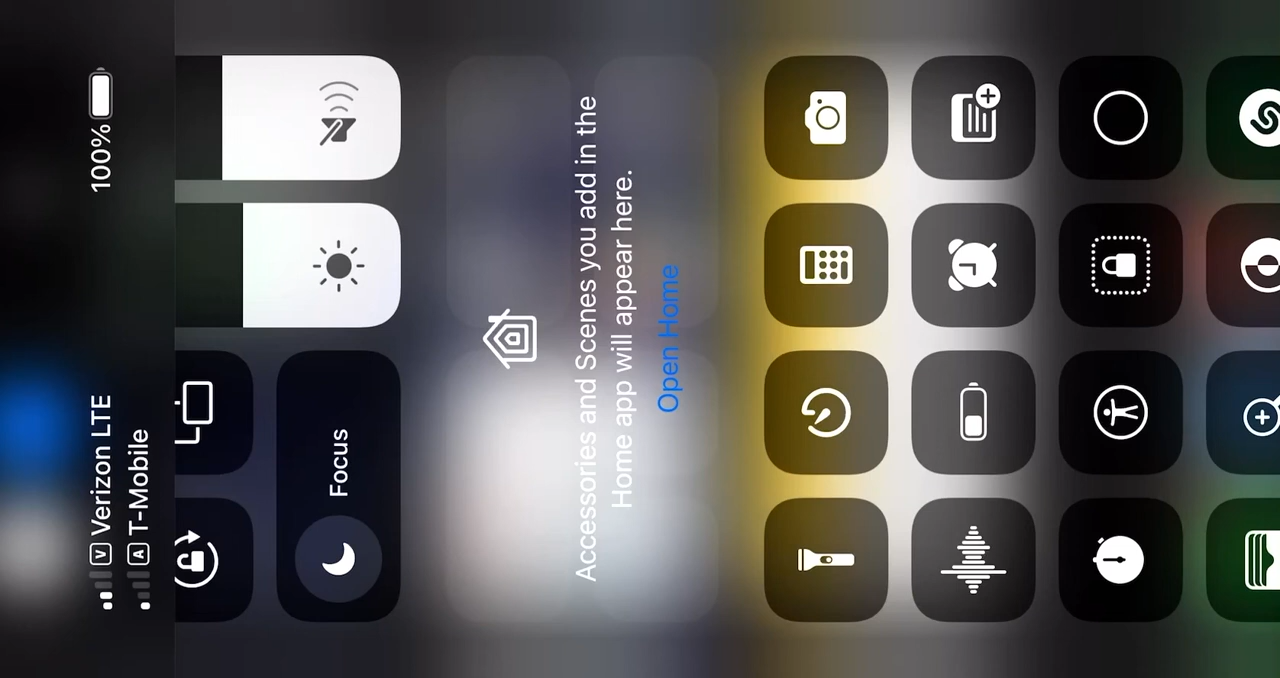 V Verizon LTE
100%
A T-Mobile
Focus
Accessories and Scenes you add in the
Home app will appear here.
Open Home